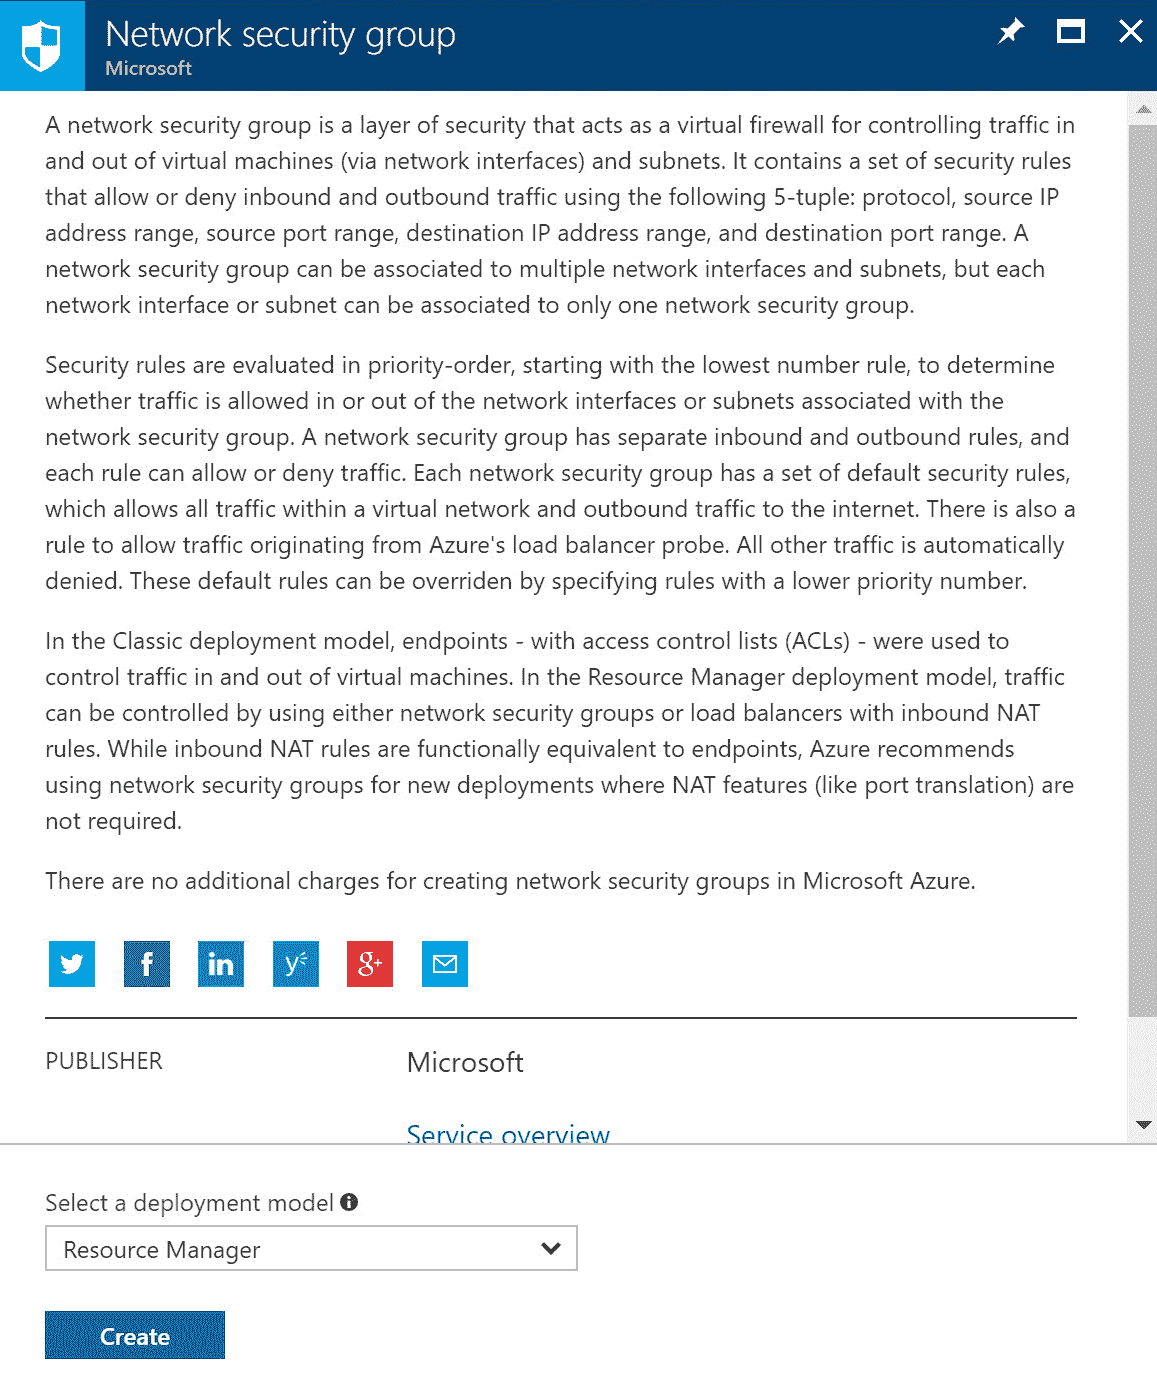 Network security group
Microsoft
A network security group is a layer of security that acts as a virtual firewall for controlling traffic in
and out of virtual machines (via network interfaces) and subnets. It contains a set of security rules
that allow or deny inbound and outbound traffic using the following 5-tuple: protocol, source IP
address range, source port range, destination IP address range, and destination port range. A
network security group can be associated to multiple network interfaces and subnets, but each
network interface or subnet can be associated to only one network security group.
Security rules are evaluated in priority-order, starting with the lowest number rule, to determine
whether traffic is allowed in or out of the network interfaces or subnets associated with the
network security group. A network security group has separate inbound and outbound rules, and
each rule can allow or deny traffic. Each network security group has a set of default security rules,
which allows all traffic within a virtual network and outbound traffic to the internet. There is also a
rule to allow traffic originating from Azure's load balancer probe. All other traffic is automatically
denied. These default rules can be overriden by specifying rules with a lower priority number.
In the Classic deployment model, endpoints - with access control lists (ACLs) - were used to
control traffic in and out of virtual machines. In the Resource Manager deployment model, traffic
can be controlled by using either network security groups or load balancers with inbound NAT
rules. While inbound NAT rules are functionally equivalent to endpoints, Azure recommends
using network security groups for new deployments where NAT features (like port translation) are
not required.
There are no additional charges for creating network security groups in Microsoft Azure.
f in y g+
PUBLISHER Microsoft
Service overview
Select a deployment model
Resource Manager
Create